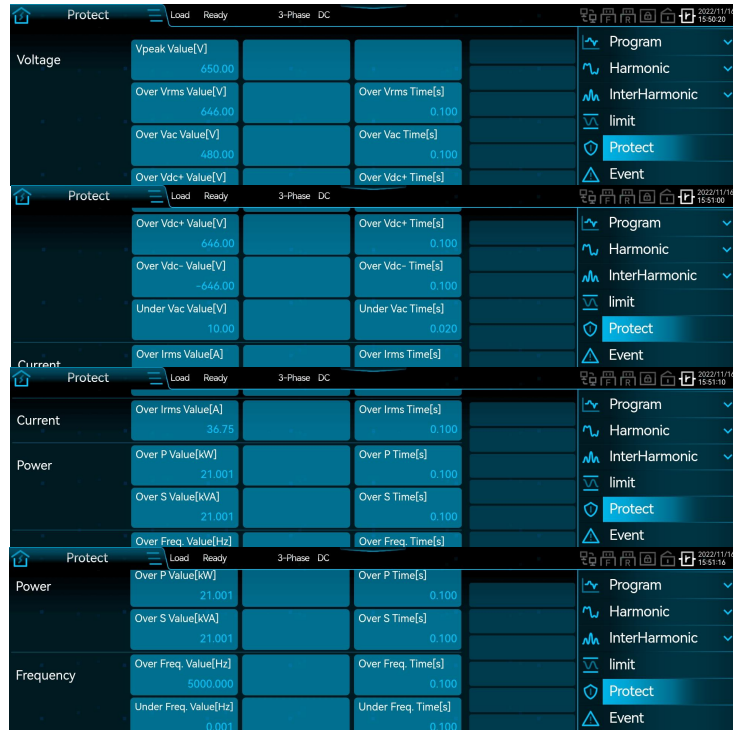 Protect Load Ready 3-Phase DC F R 2022/11/16
15:50:20
Voltage
Vpeak Value[V]
650.00
Over Vrms Value[V] Over Vrms Time[s]
646.00 0.100
Over Vac Value[V] Over Vac Time[s]
480.00 0.100
Over Vdc+ Value[V] Over Vdc+ Time[s]
Program
Harmonic
InterHarmonic
limit
Protect
Event
Protect Load Ready 3-Phase DC F R 2022/11/16
15:51:00
Over Vdc+ Value[V] Over Vdc+ Time[s]
646.00 0.100
Over Vdc- Value[V] Over Vdc- Time[s]
-646.00 0.100
Under Vac Value[V] Under Vac Time[s]
10.00 0.020
Current
Over Irms Value[A] Over Irms Time[s]
Program
Harmonic
InterHarmonic
limit
Protect
Event
Protect Load Ready 3-Phase DC F R 2022/11/16
15:51:10
Current
Over Irms Value[A] Over Irms Time[s]
36.75 0.100
Power
Over P Value[kW] Over P Time[s]
21.001 0.100
Over S Value[kVA] Over S Time[s]
21.001 0.100
Over Freq. Value[Hz] Over Freq. Time[s]
Program
Harmonic
InterHarmonic
limit
Protect
Event
Protect Load Ready 3-Phase DC F R 2022/11/16
15:51:16
Power
Over P Value[kW] Over P Time[s]
21.001 0.100
Over S Value[kVA] Over S Time[s]
21.001 0.100
Frequency
Over Freq. Value[Hz] Over Freq. Time[s]
5000.000 0.100
Under Freq. Value[Hz] Under Freq. Time[s]
0.001 0.100
Program
Harmonic
InterHarmonic
limit
Protect
Event